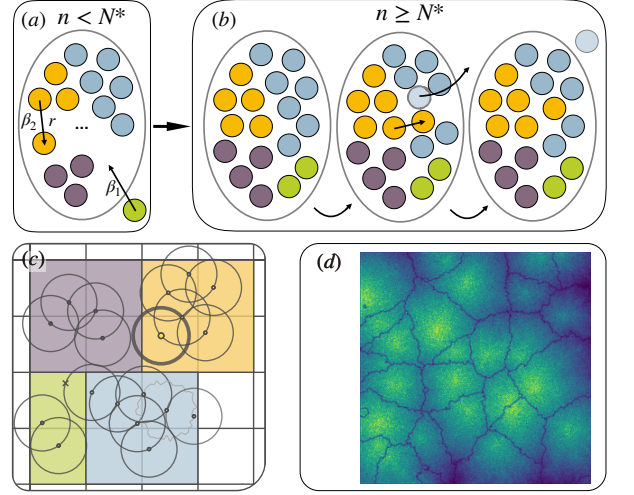 (a) n < N*
β₂ r
...
β₁
(b) n ≥ N*
(c)
(d)